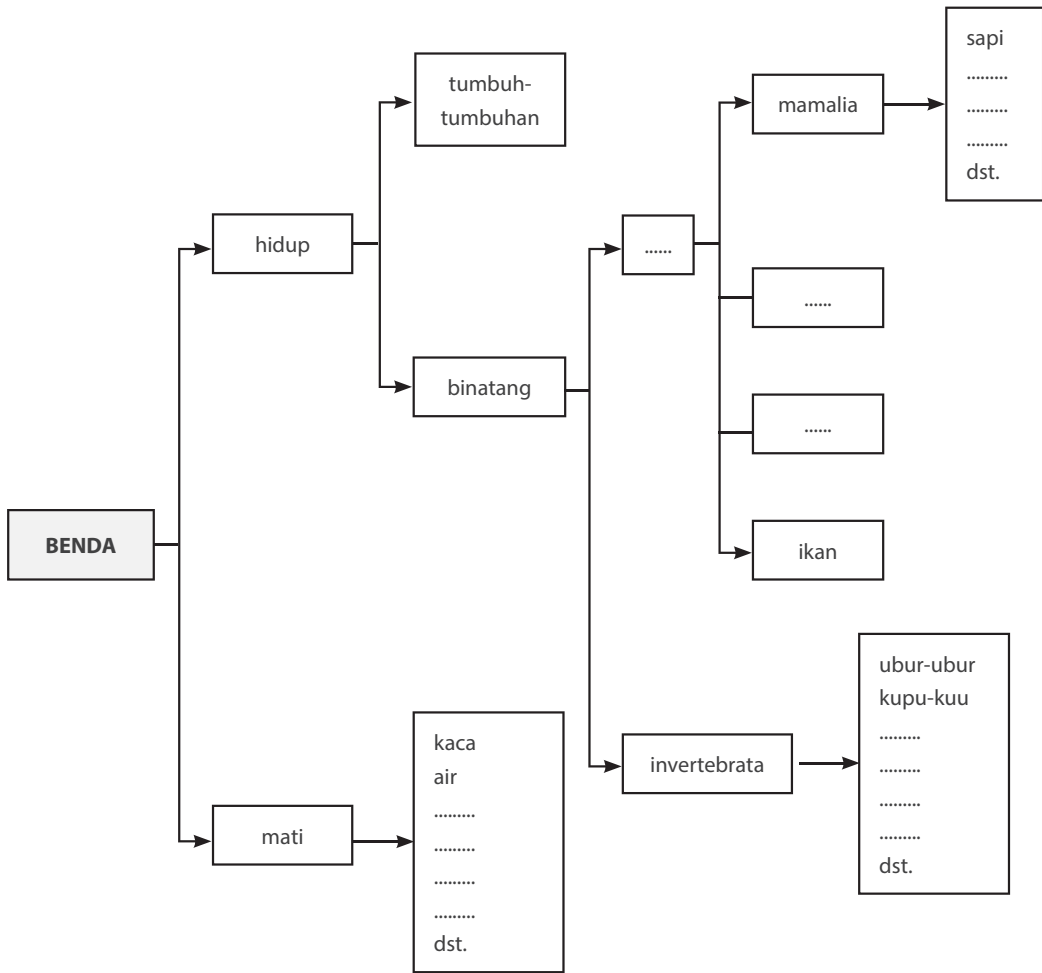 BENDA
hidup
tumbuh-
tumbuhan
binatang
......
mamalia
sapi
.........
.........
.........
dst.
......
......
ikan
invertebrata
ubur-ubur
kupu-kuu
.........
.........
.........
.........
dst.
mati
kaca
air
.........
.........
.........
.........
dst.